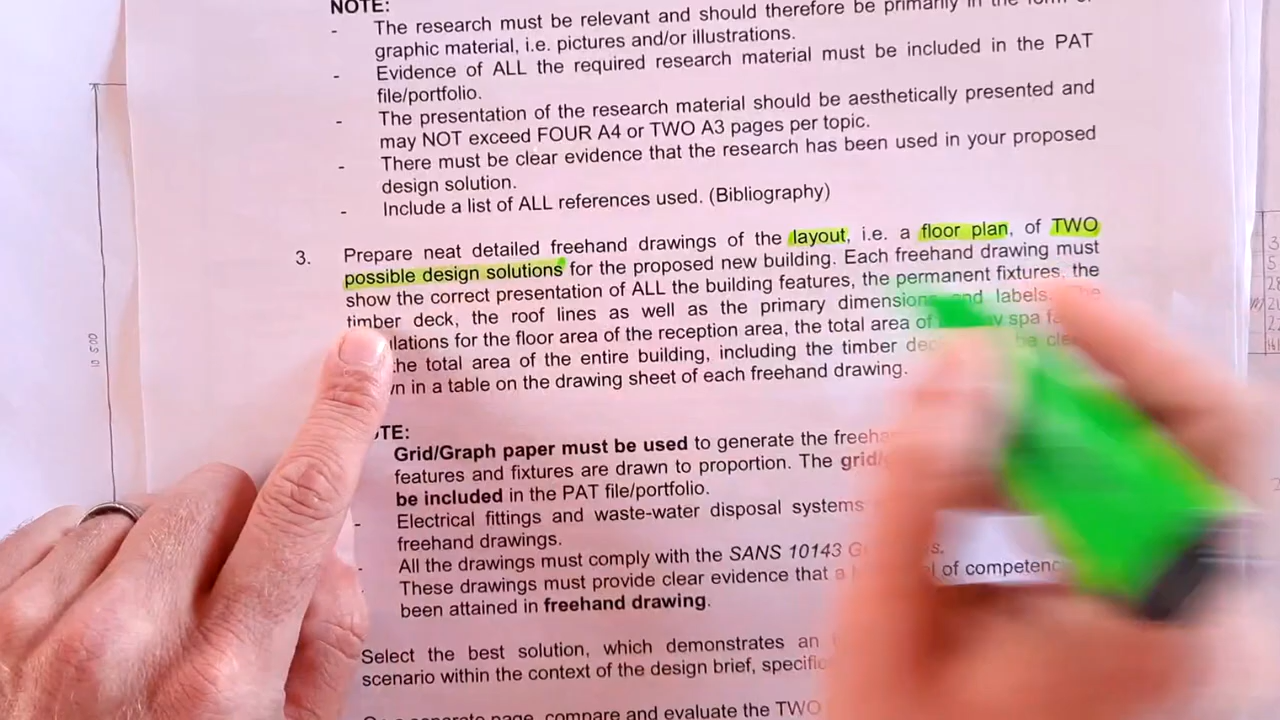 NOTE:
- The research must be relevant and should therefore be primarily in the form of
graphic material, i.e. pictures and/or illustrations.
- Evidence of ALL the required research material must be included in the PAT
file/portfolio.
- The presentation of the research material should be aesthetically presented and
may NOT exceed FOUR A4 or TWO A3 pages per topic.
- There must be clear evidence that the research has been used in your proposed
design solution.
- Include a list of ALL references used. (Bibliography)
3. Prepare neat detailed freehand drawings of the layout, i.e. a floor plan, of TWO
possible design solutions for the proposed new building. Each freehand drawing must
show the correct presentation of ALL the building features, the permanent fixtures, the
timber deck, the roof lines as well as the primary dimensions and labels.
for the floor area of the reception area, the total area of spa
the total area of the entire building, including the timber
in a table on the drawing sheet of each freehand drawing.
Grid/Graph paper must be used to generate the
features and fixtures are drawn to proportion. The
be included in the PAT file/portfolio.
- Electrical fittings and waste-water disposal systems
freehand drawings.
All the drawings must comply with the SANS 10143
These drawings must provide clear evidence that a of
been attained in freehand drawing.
Select the best solution, which demonstrates an
scenario within the context of the design brief,
compare and evaluate the TWO